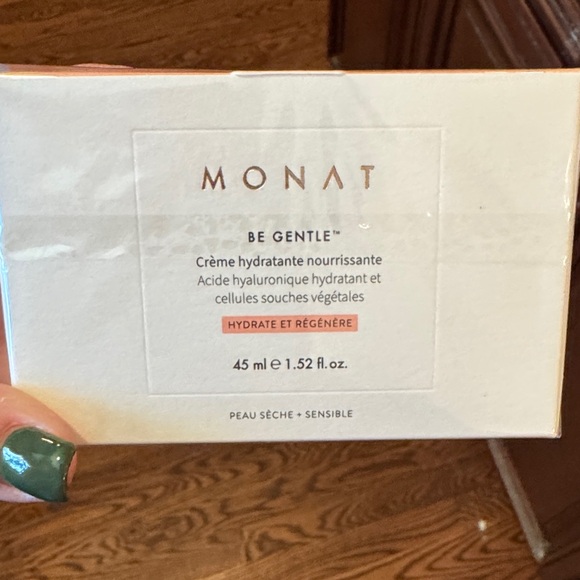 MONAT
BE GENTLE™
Crème hydratante nourrissante
Acide hyaluronique hydratant et
cellules souches végétales
HYDRATE ET RÉGÉNÈRE
45 ml ℮ 1.52 fl. oz.
PEAU SÈCHE + SENSIBLE